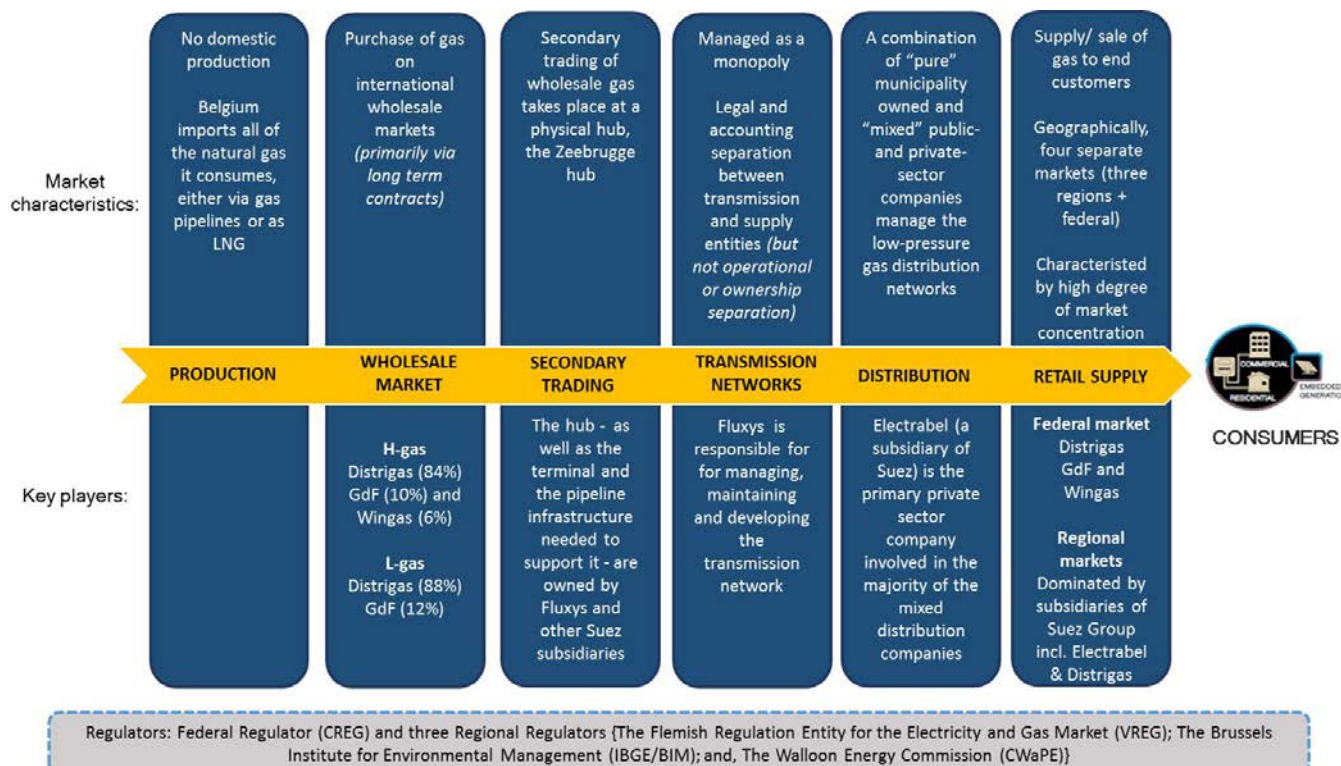 No domestic
production
Belgium
imports all of
the natural gas
it consumes,
either via gas
pipelines or as
LNG
Purchase of gas
on
international
wholesale
markets
(primarily via
long term
contracts)
Secondary
trading of
wholesale gas
takes place at a
physical hub,
the Zeebrugge
hub
Managed as a
monopoly
Legal and
accounting
separation
between
transmission
and supply
entities (but
not operational
or ownership
separation)
A combination
of “pure”
municipality
owned and
“mixed” public-
and private-
sector
companies
manage the
low-pressure
gas distribution
networks
Supply/ sale of
gas to end
customers
Geographically,
four separate
markets (three
regions +
federal)
Characteristed
by high degree
of market
concentration
Market
characteristics:
PRODUCTION
WHOLESALE
MARKET
SECONDARY
TRADING
TRANSMISSION
NETWORKS
DISTRIBUTION
RETAIL SUPPLY
COMMERCIAL
RESIDENTIAL
EMBEDDED
GENERATIO
CONSUMERS
Key players:
H-gas
Distrigas (84%)
GdF (10%) and
Wingas (6%)
L-gas
Distrigas (88%)
GdF (12%)
The hub - as
well as the
terminal and
the pipeline
infrastructure
needed to
support it - are
owned by
Fluxys and
other Suez
subsidiaries
Fluxys is
responsible for
for managing,
maintaining
and developing
the
transmission
network
Electrabel (a
subsidiary of
Suez) is the
primary private
sector
company
involved in the
majority of the
mixed
distribution
companies
Federal market
Distrigas
GdF and
Wingas
Regional
markets
Dominated by
subsidiaries of
Suez Group
incl. Electrabel
& Distrigas
Regulators: Federal Regulator (CREG) and three Regional Regulators {The Flemish Regulation Entity for the Electricity and Gas Market (VREG); The Brussels
Institute for Environmental Management (IBGE/BIM); and, The Walloon Energy Commission (CWaPE)}